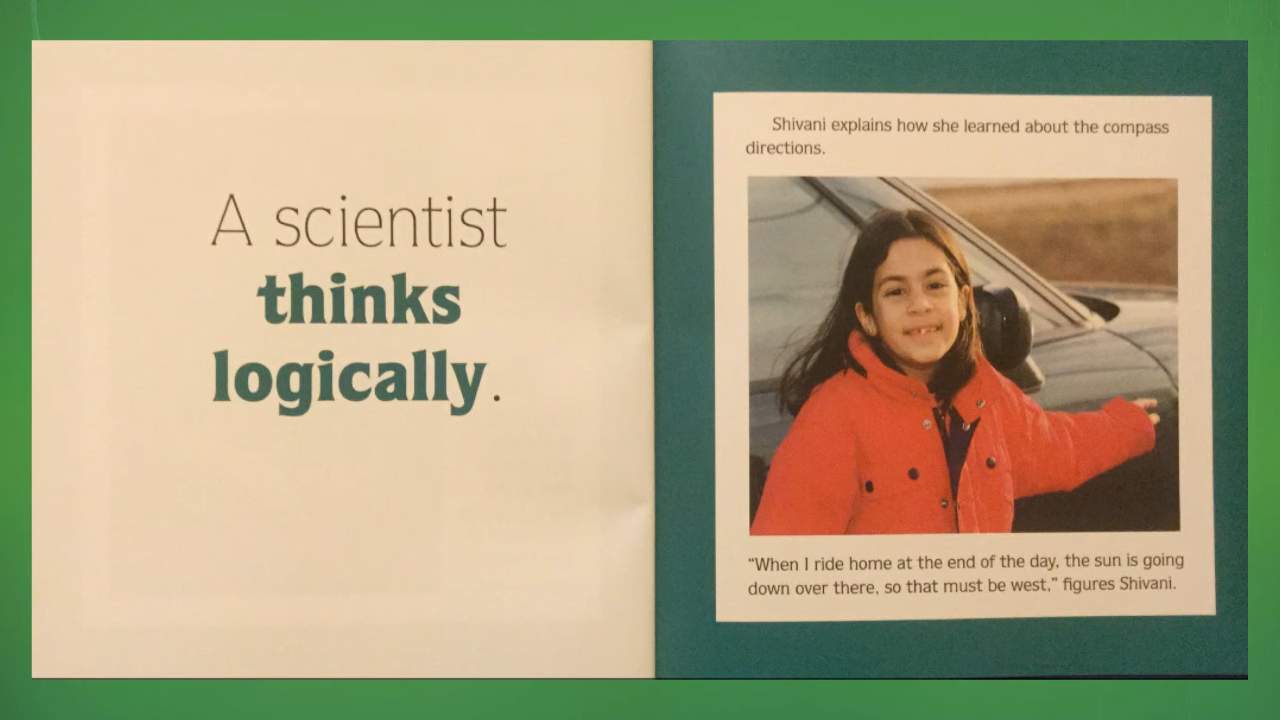 A scientist
thinks
logically.
Shivani explains how she learned about the compass
directions.
“When I ride home at the end of the day, the sun is going
down over there, so that must be west,” figures Shivani.